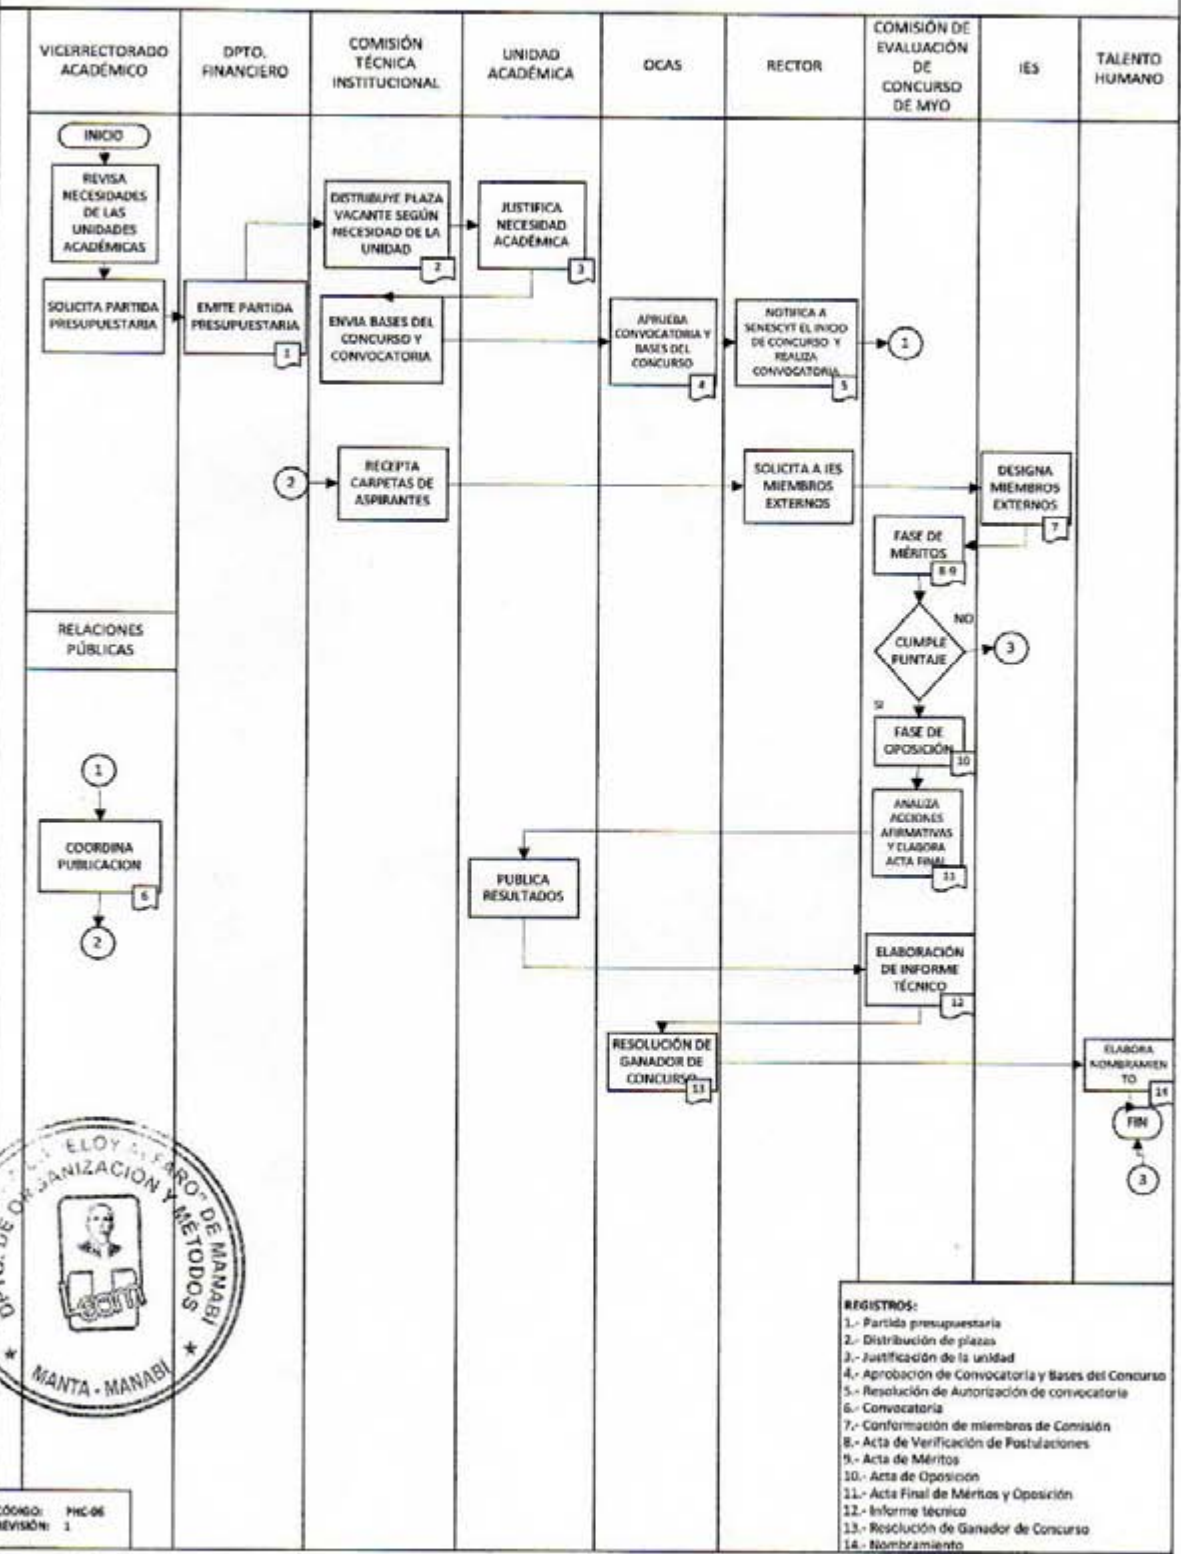 VICERRECTORADO
ACADÉMICO
DPTO.
FINANCIERO
COMISIÓN
TÉCNICA
INSTITUCIONAL
UNIDAD
ACADÉMICA
OCAS
RECTOR
COMISIÓN DE
EVALUACIÓN
DE
CONCURSO
DE MYO
IES
TALENTO
HUMANO
INICIO
REVISA
NECESIDADES
DE LAS
UNIDADES
ACADÉMICAS
SOLICITA PARTIDA
PRESUPUESTARIA
EMITE PARTIDA
PRESUPUESTARIA
1
DISTRIBUYE PLAZA
VACANTE SEGÚN
NECESIDAD DE LA
UNIDAD
2
JUSTIFICA
NECESIDAD
ACADÉMICA
3
ENVIA BASES DEL
CONCURSO Y
CONVOCATORIA
APRUEBA
CONVOCATORIA Y
BASES DEL
CONCURSO
4
NOTIFICA A
SENESCYT EL INICIO
DE CONCURSO Y
REALIZA
CONVOCATORIA
5
1
2
RECEPTA
CARPETAS DE
ASPIRANTES
SOLICITA A IES
MIEMBROS
EXTERNOS
DESIGNA
MIEMBROS
EXTERNOS
7
FASE DE
MÉRITOS
8-9
CUMPLE
PUNTAJE
NO
3
SI
FASE DE
OPOSICIÓN
10
ANALIZA
ACCIONES
AFIRMATIVAS
Y ELABORA
ACTA FINAL
11
RELACIONES
PÚBLICAS
1
COORDINA
PUBLICACION
6
2
PUBLICA
RESULTADOS
ELABORACIÓN
DE INFORME
TÉCNICO
12
RESOLUCIÓN DE
GANADOR DE
CONCURSO
13
ELABORA
NOMBRAMIEN
TO
14
FIN
3
ELOY ALFARO" DE MANABÍ
DPTO. DE ORGANIZACIÓN Y MÉTODOS
MANTA - MANABÍ
REGISTROS:
1.- Partida presupuestaria
2.- Distribución de plazas
3.- Justificación de la unidad
4.- Aprobación de Convocatoria y Bases del Concurso
5.- Resolución de Autorización de convocatoria
6.- Convocatoria
7.- Conformación de miembros de Comisión
8.- Acta de Verificación de Postulaciones
9.- Acta de Méritos
10.- Acta de Oposición
11.- Acta Final de Méritos y Oposición
12.- Informe técnico
13.- Resolución de Ganador de Concurso
14.- Nombramiento
CÓDIGO: PHC-06
REVISIÓN: 1